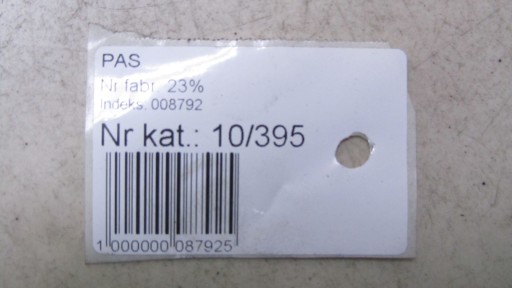 PAS
Nr fabr. 23%
Indeks: 008792
Nr kat.: 10/395
1 000000 087925